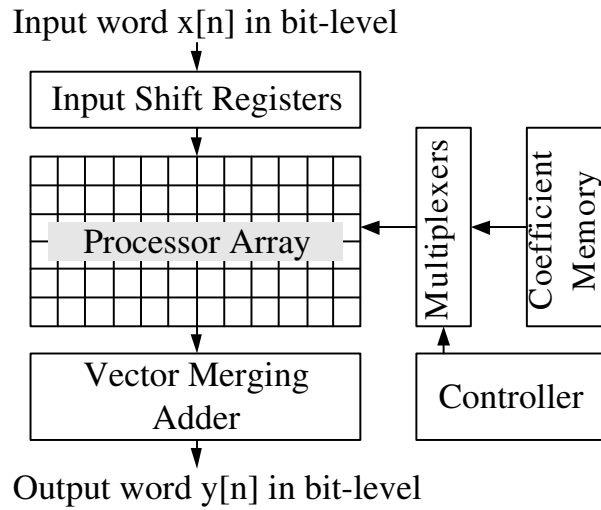 Input word x[n] in bit-level
Input Shift Registers
Processor Array
Multiplexers
Coefficient
Memory
Vector Merging
Adder
Controller
Output word y[n] in bit-level